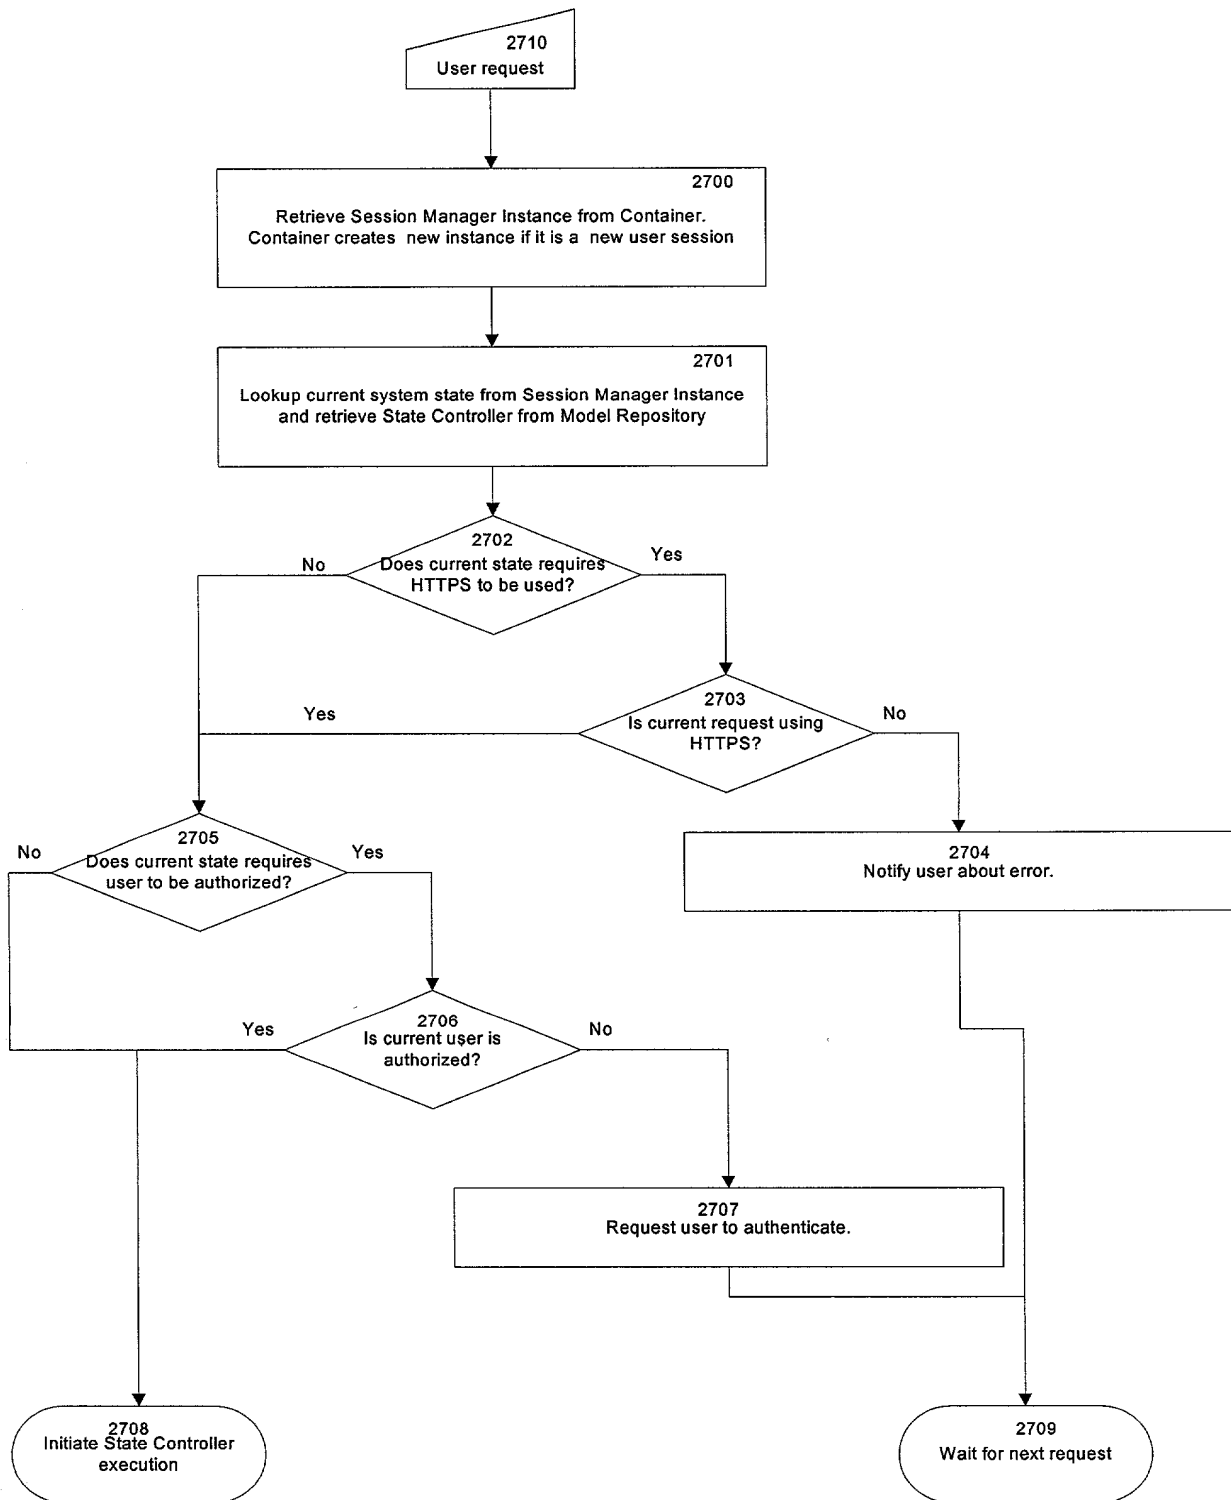 2710
User request
2700
Retrieve Session Manager Instance from Container.
Container creates new instance if it is a new user session
2701
Lookup current system state from Session Manager Instance
and retrieve State Controller from Model Repository
2702
Does current state requires
HTTPS to be used?
No
Yes
2703
Is current request using
HTTPS?
Yes
No
2705
Does current state requires
user to be authorized?
No
Yes
2704
Notify user about error.
2706
Is current user is
authorized?
Yes
No
2707
Request user to authenticate.
2708
Initiate State Controller
execution
2709
Wait for next request